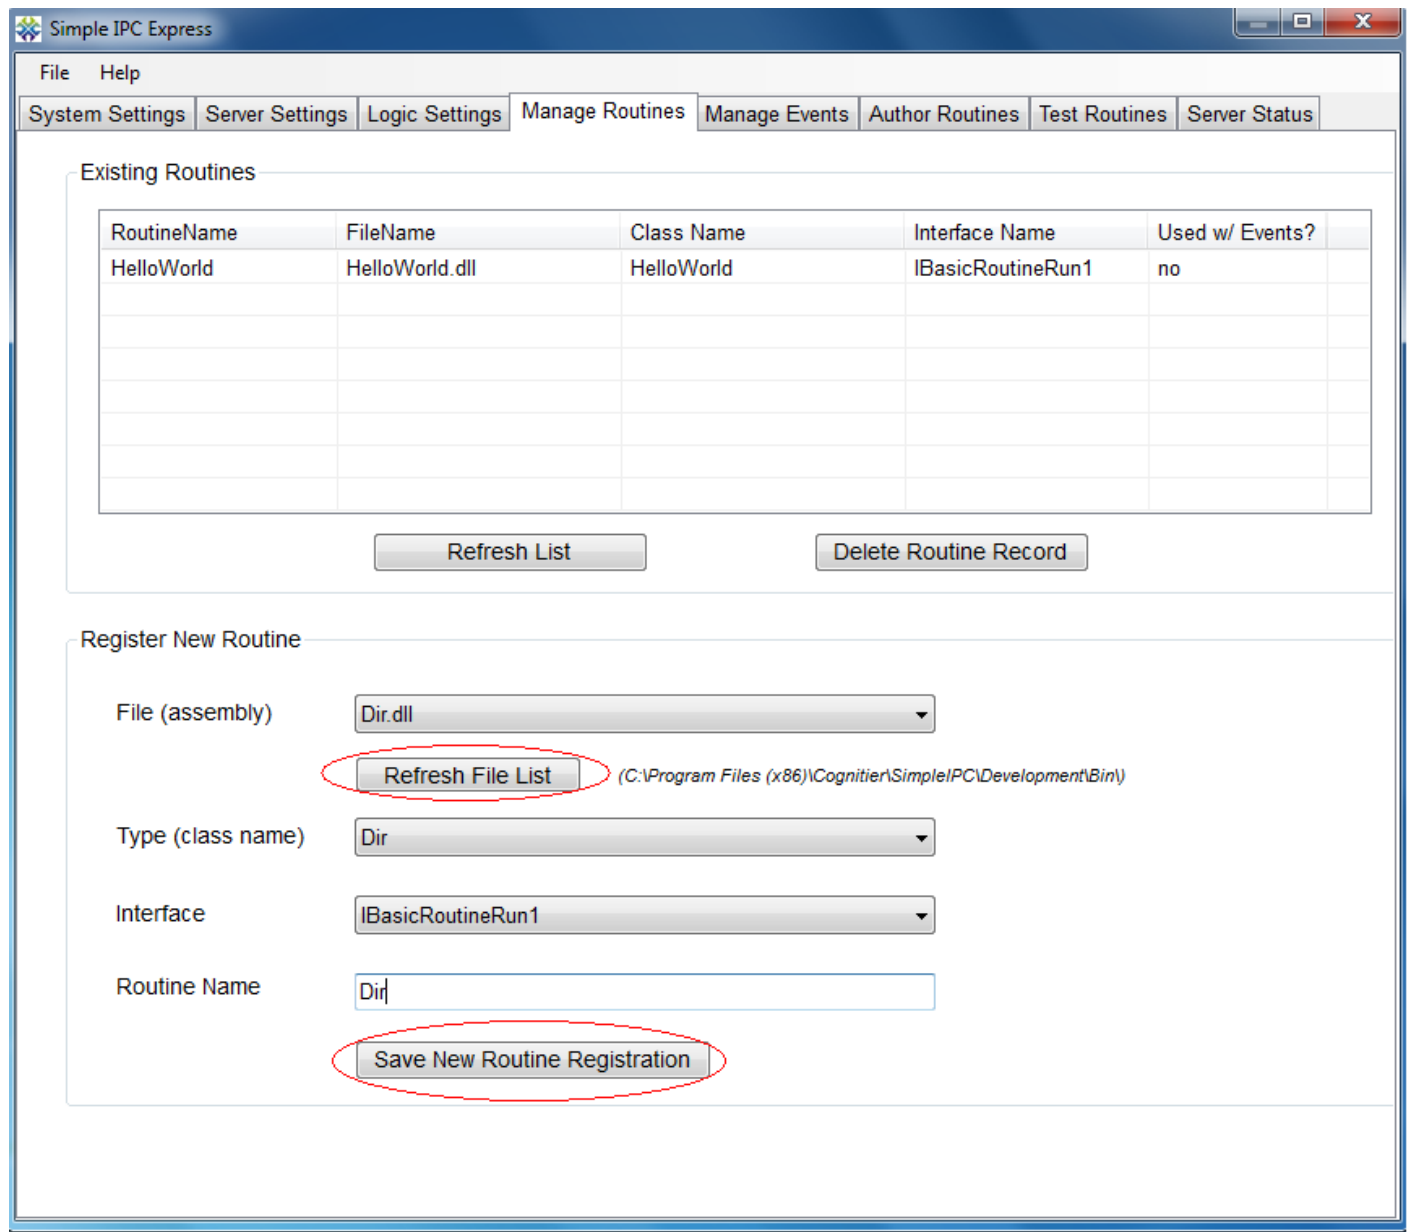 Simple IPC Express
File Help
System Settings Server Settings Logic Settings Manage Routines Manage Events Author Routines Test Routines Server Status
Existing Routines
RoutineName FileName Class Name Interface Name Used w/ Events?
HelloWorld HelloWorld.dll HelloWorld IBasicRoutineRun1 no
Refresh List Delete Routine Record
Register New Routine
File (assembly) Dir.dll
Refresh File List (C:\Program Files (x86)\Cognitier\SimpleIPC\Development\Bin\)
Type (class name) Dir
Interface IBasicRoutineRun1
Routine Name Dir
Save New Routine Registration